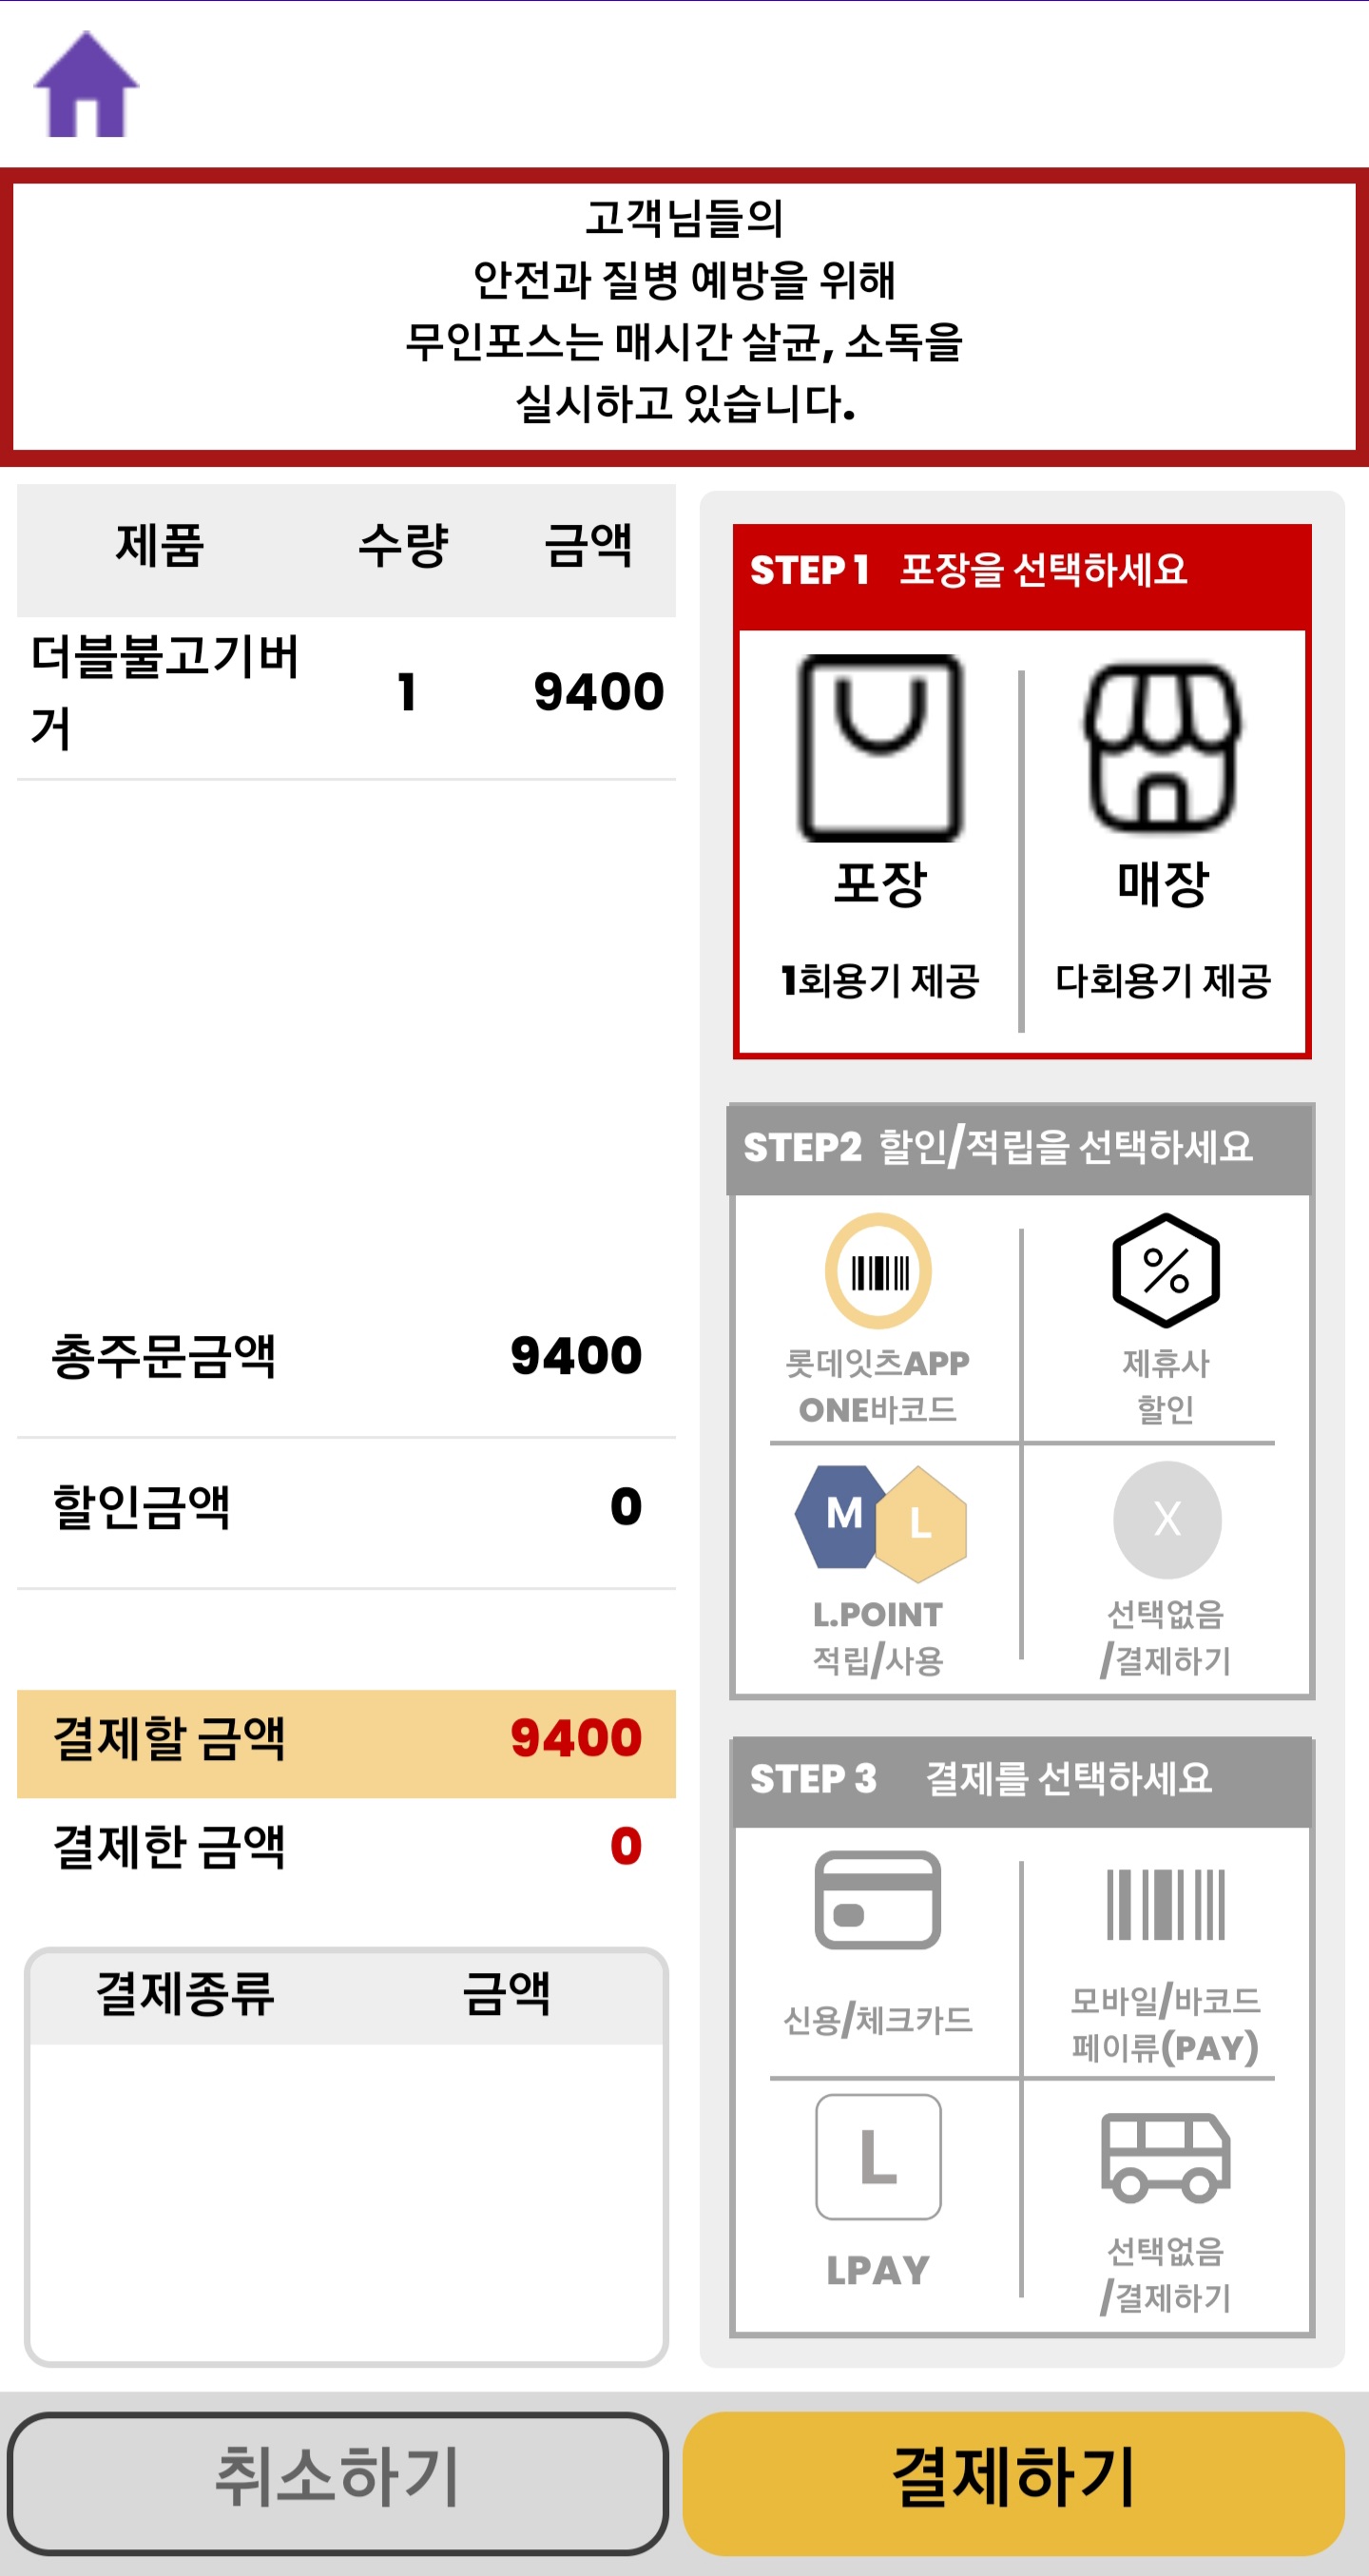 고객님들의
안전과 질병 예방을 위해
무인포스는 매시간 살균, 소독을
실시하고 있습니다.
제품 수량 금액
더블불고기버
거
1 9400
총주문금액 9400
할인금액 0
결제할 금액 9400
결제한 금액 0
결제종류 금액
STEP 1 포장을 선택하세요
포장 매장
1회용기 제공 다회용기 제공
STEP2 할인/적립을 선택하세요
롯데잇츠APP
ONE바코드
제휴사
할인
M L
L.POINT
적립/사용
X
선택없음
/결제하기
STEP 3 결제를 선택하세요
신용/체크카드
모바일/바코드
페이류(PAY)
L
LPAY
선택없음
/결제하기
취소하기 결제하기